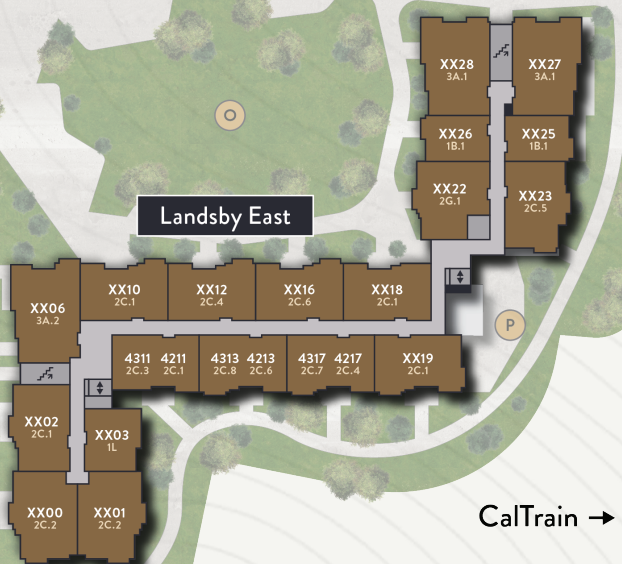 XX28
3A.1
XX27
3A.1
O
XX26
1B.1
XX25
1B.1
XX22
2G.1
XX23
2C.5
Landsby East
XX10
2C.1
XX12
2C.4
XX16
2C.6
XX18
2C.1
XX06
3A.2
P
4311 4211
2C.3 2C.1
4313 4213
2C.8 2C.6
4317 4217
2C.7 2C.4
XX19
2C.1
XX02
2C.1
XX03
1L
XX00
2C.2
XX01
2C.2
CalTrain →